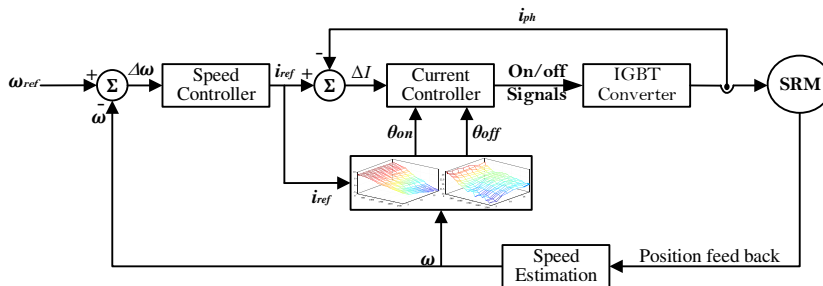 i_ph
-
ω_ref
+
Σ
Δω
Speed
Controller
i_ref
+
Σ
ΔI
Current
Controller
On/off
Signals
IGBT
Converter
SRM
-
ω
θ_on
θ_off
i_ref
ω
Speed
Estimation
Position feed back